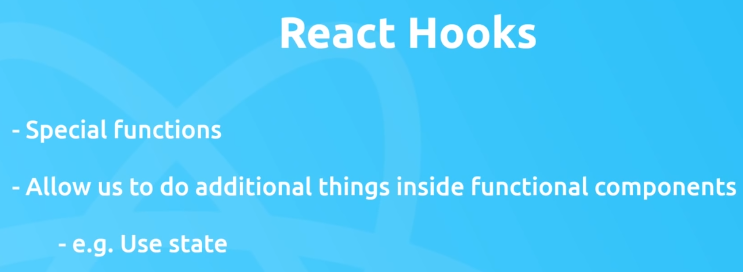 React Hooks
- Special functions
- Allow us to do additional things inside functional components
- e.g. Use state